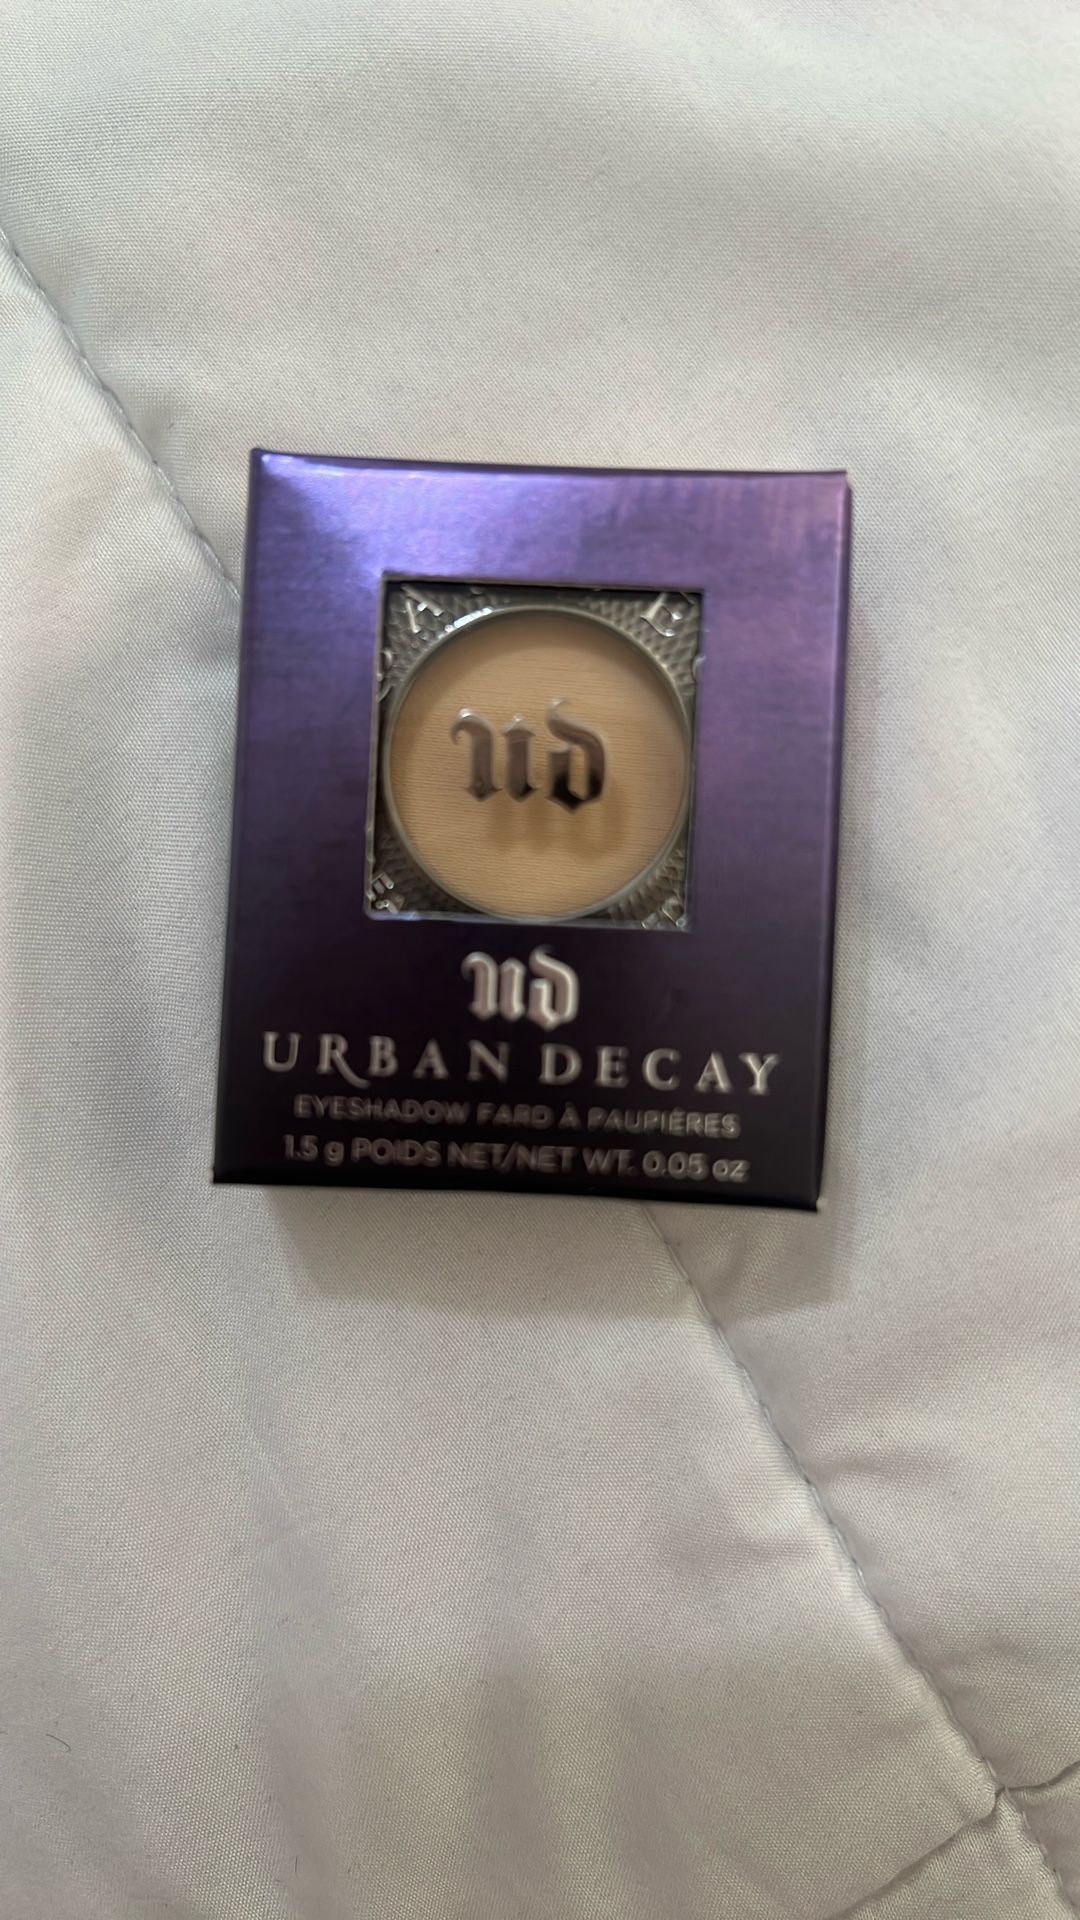 ud
ud
URBAN DECAY
EYESHADOW FARD À PAUPIÈRES
1.5 g POIDS NET/NET WT. 0.05 oz